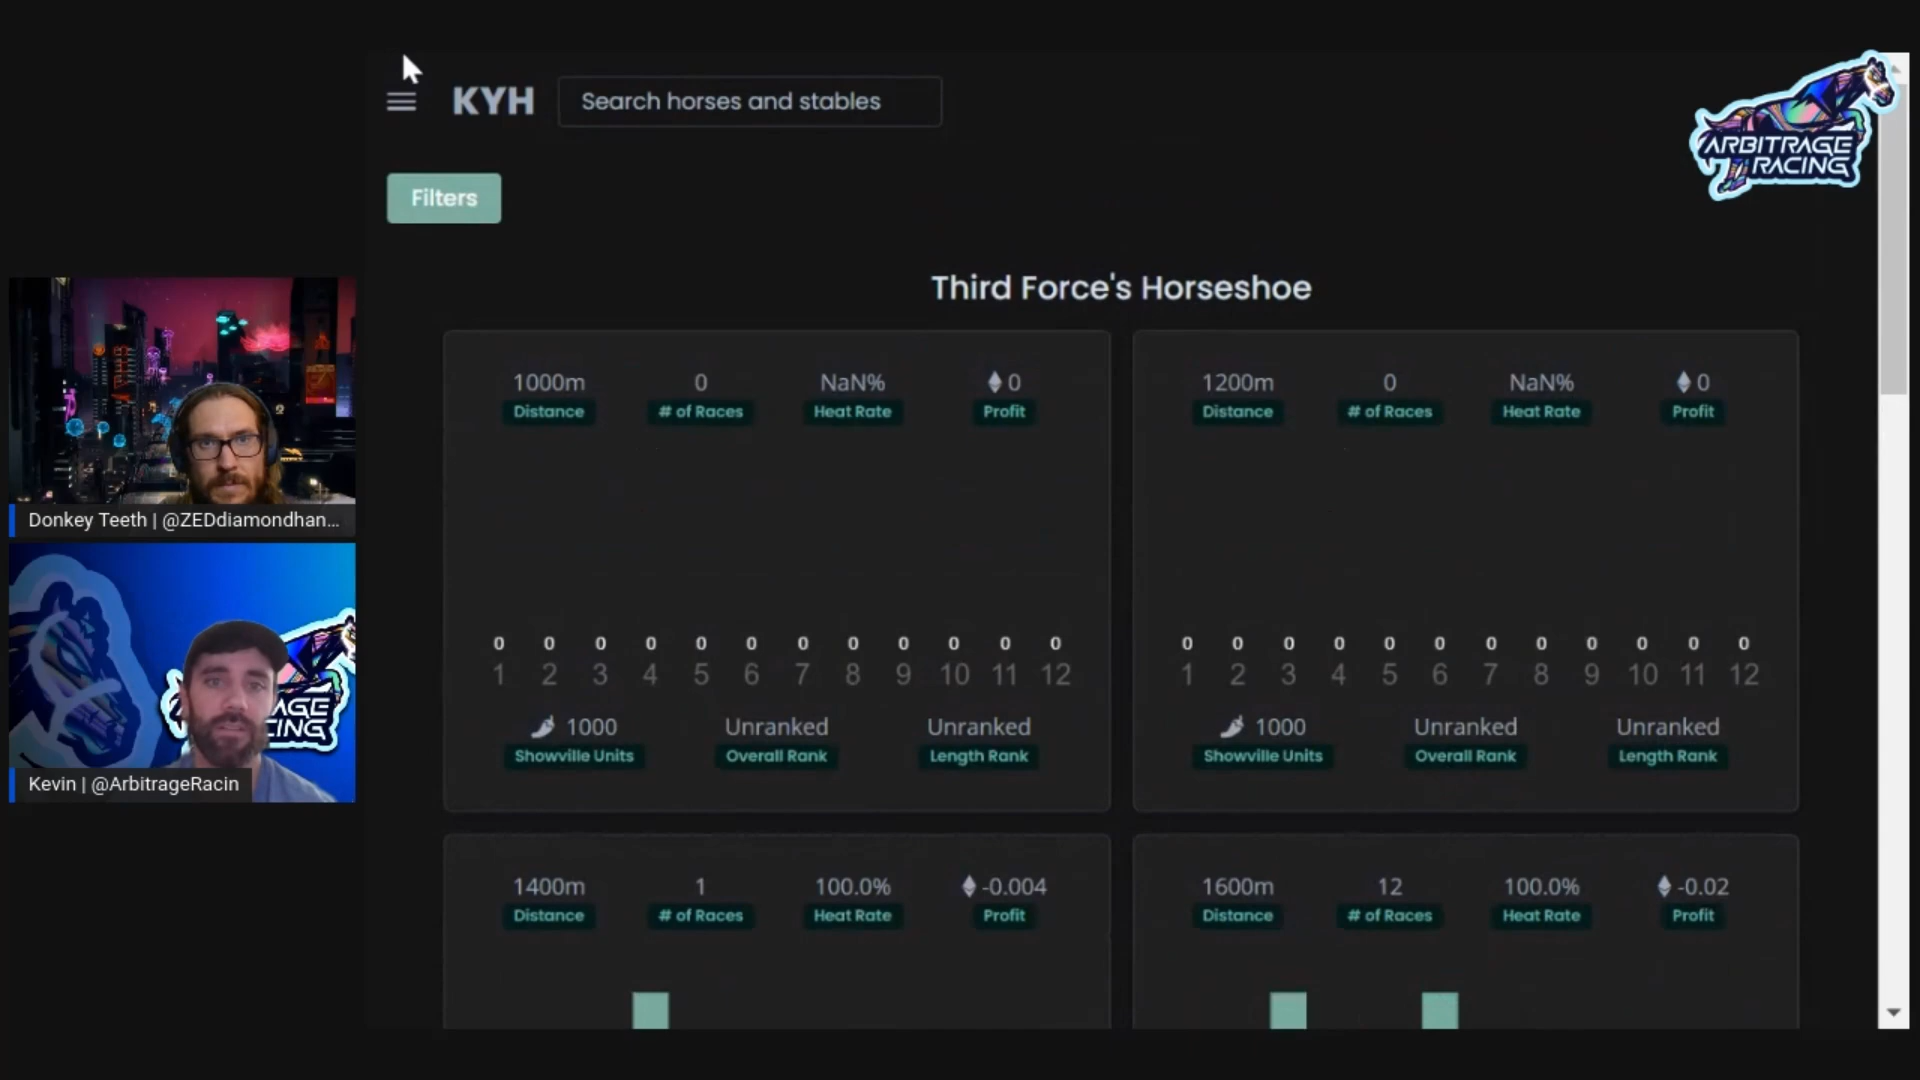 KYH
Search horses and stables
ARBITRAGE
RACING
Filters
Third Force's Horseshoe
1000m 0 NaN% 0
Distance # of Races Heat Rate Profit
0 0 0 0 0 0 0 0 0 0 0 0
1 2 3 4 5 6 7 8 9 10 11 12
1000 Unranked Unranked
Showville Units Overall Rank Length Rank
1200m 0 NaN% 0
Distance # of Races Heat Rate Profit
0 0 0 0 0 0 0 0 0 0 0 0
1 2 3 4 5 6 7 8 9 10 11 12
1000 Unranked Unranked
Showville Units Overall Rank Length Rank
1400m 1 100.0% -0.004
Distance # of Races Heat Rate Profit
1600m 12 100.0% -0.02
Distance # of Races Heat Rate Profit
Donkey Teeth | @ZEDdiamondhan...
AGE
CING
Kevin | @ArbitrageRacin